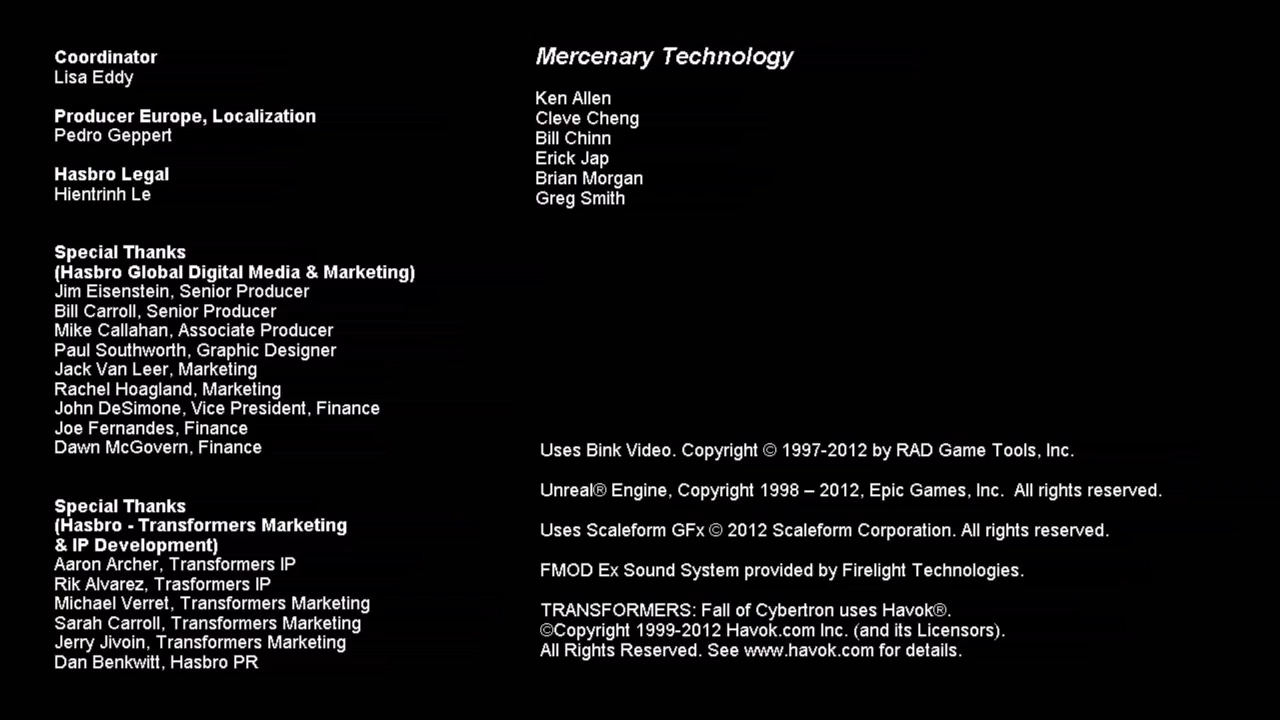 Coordinator
Lisa Eddy
Producer Europe, Localization
Pedro Geppert
Hasbro Legal
Hientrinh Le
Special Thanks
(Hasbro Global Digital Media & Marketing)
Jim Eisenstein, Senior Producer
Bill Carroll, Senior Producer
Mike Callahan, Associate Producer
Paul Southworth, Graphic Designer
Jack Van Leer, Marketing
Rachel Hoagland, Marketing
John DeSimone, Vice President, Finance
Joe Fernandes, Finance
Dawn McGovern, Finance
Special Thanks
(Hasbro - Transformers Marketing
& IP Development)
Aaron Archer, Transformers IP
Rik Alvarez, Trasformers IP
Michael Verret, Transformers Marketing
Sarah Carroll, Transformers Marketing
Jerry Jivoin, Transformers Marketing
Dan Benkwitt, Hasbro PR
Mercenary Technology
Ken Allen
Cleve Cheng
Bill Chinn
Erick Jap
Brian Morgan
Greg Smith
Uses Bink Video. Copyright © 1997-2012 by RAD Game Tools, Inc.
Unreal® Engine, Copyright 1998 – 2012, Epic Games, Inc.  All rights reserved.
Uses Scaleform GFx © 2012 Scaleform Corporation. All rights reserved.
FMOD Ex Sound System provided by Firelight Technologies.
TRANSFORMERS: Fall of Cybertron uses Havok®.
©Copyright 1999-2012 Havok.com Inc. (and its Licensors).
All Rights Reserved. See www.havok.com for details.